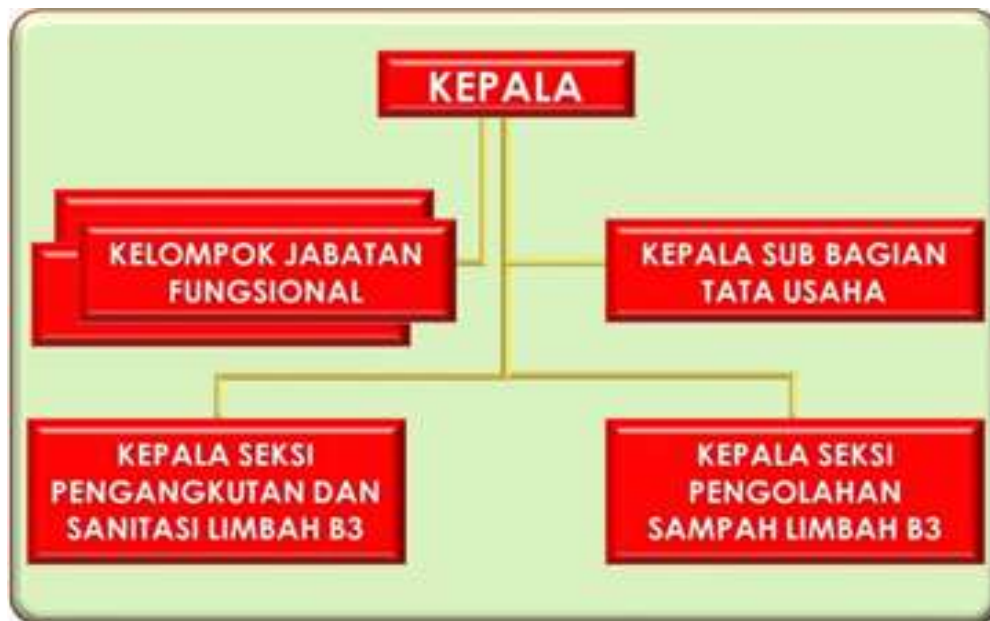 KEPALA
KELOMPOK JABATAN
FUNGSIONAL
KEPALA SUB BAGIAN
TATA USAHA
KEPALA SEKSI
PENGANGKUTAN DAN
SANITASI LIMBAH B3
KEPALA SEKSI
PENGOLAHAN
SAMPAH LIMBAH B3